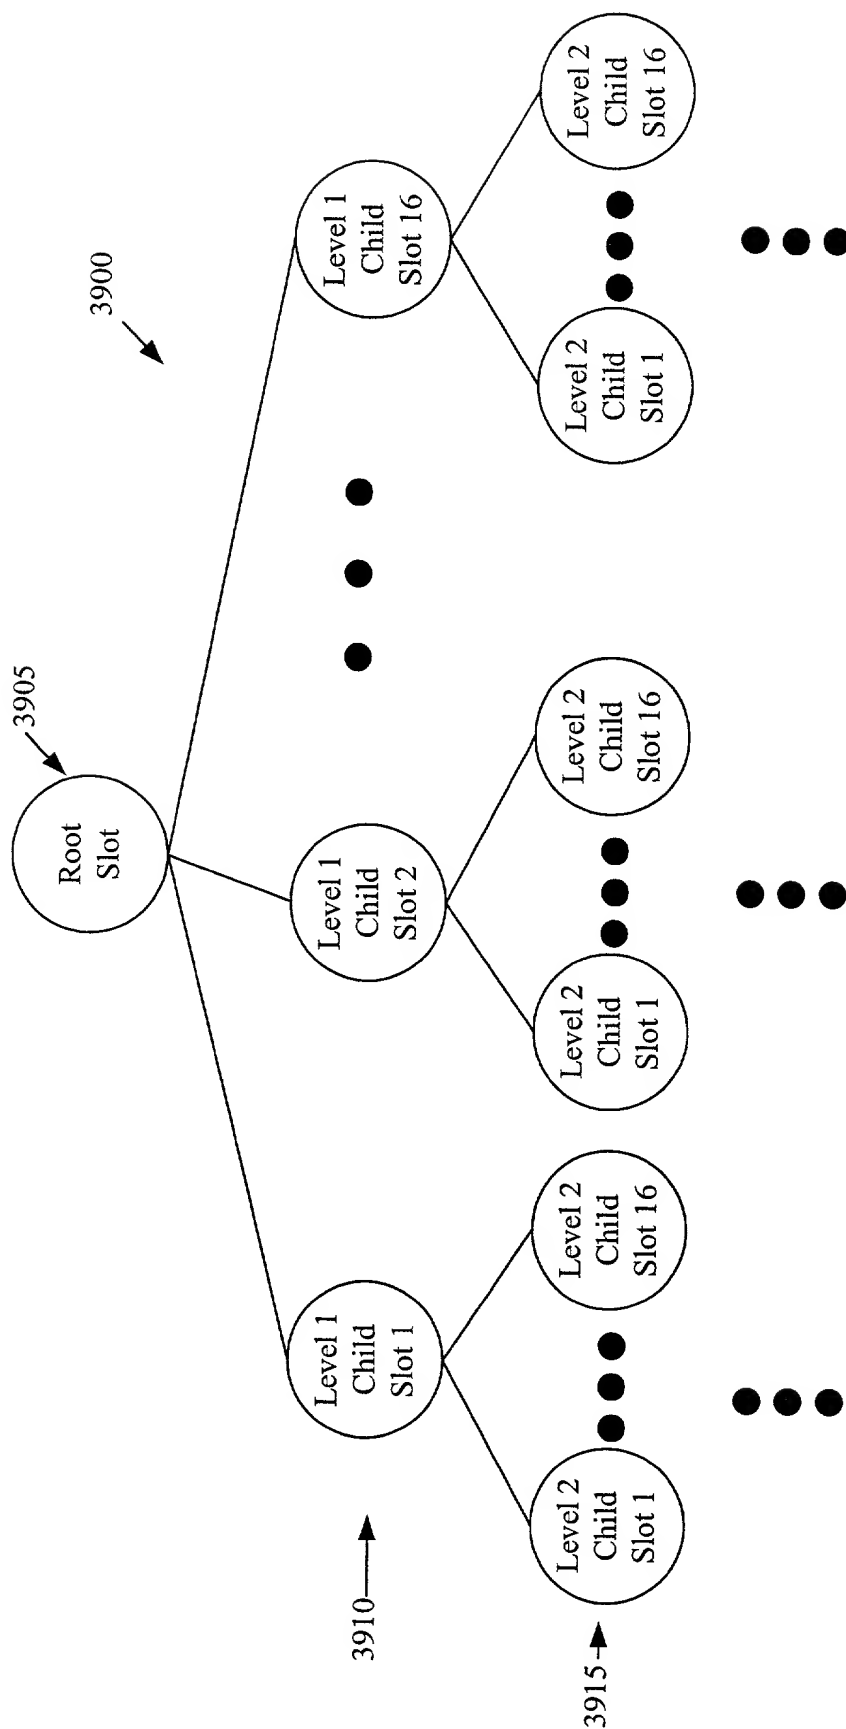 3905
Root
Slot
3900
3910
Level 1
Child
Slot 1
Level 1
Child
Slot 2
Level 1
Child
Slot 16
3915
Level 2
Child
Slot 1
Level 2
Child
Slot 16
Level 2
Child
Slot 1
Level 2
Child
Slot 16
Level 2
Child
Slot 1
Level 2
Child
Slot 16